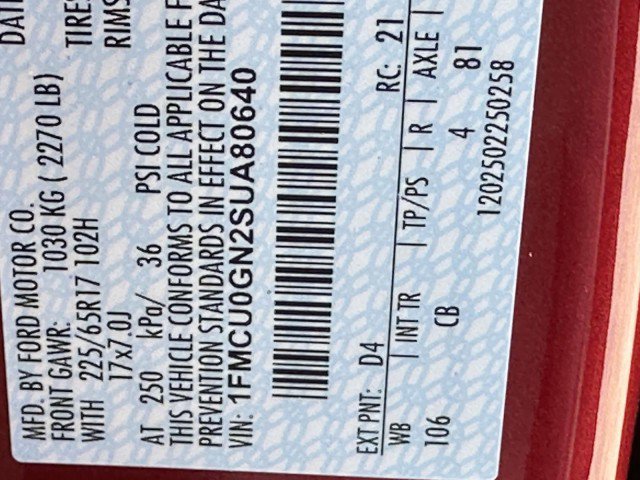 MFD. BY FORD MOTOR CO. DAT
FRONT GAWR: 1030 KG ( 2270 LB)
WITH 225/65R17 102H TIRES
17x7.0J RIMS
AT 250 kPa/ 36 PSI COLD
THIS VEHICLE CONFORMS TO ALL APPLICABLE F
PREVENTION STANDARDS IN EFFECT ON THE DA
VIN: 1FMCU0GN2SUA80640
EXT PNT: D4 RC: 21
WB | INT TR | TP/PS | R | AXLE |
106 CB 4 81
1202502250258